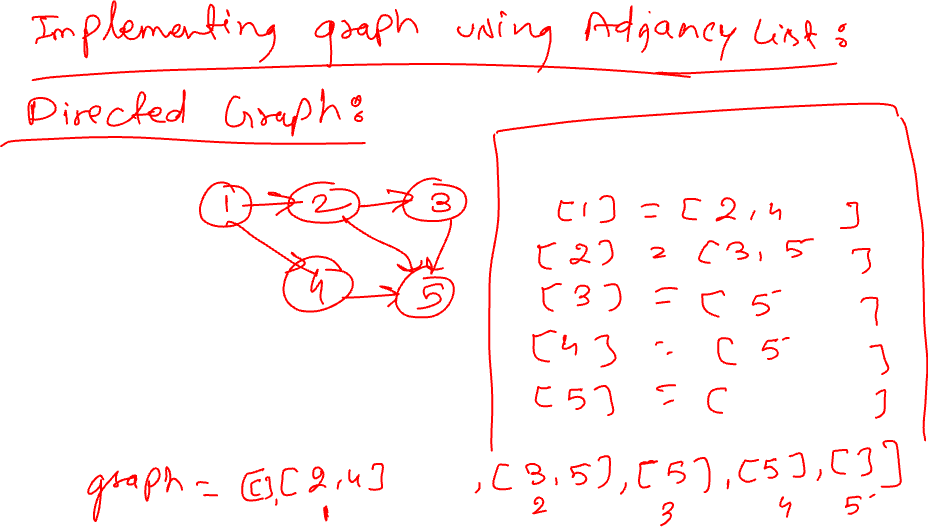 Implementing graph using Adjancy List :
Directed Graph :
1 2 3
4 5
[1] = [2,4 ]
[2] = [3,5 ]
[3] = [5 ]
[4] = [5 ]
[5] = [ ]
graph = [[],[2,4] ,[3,5],[5],[5],[3]]
1 2 3 4 5